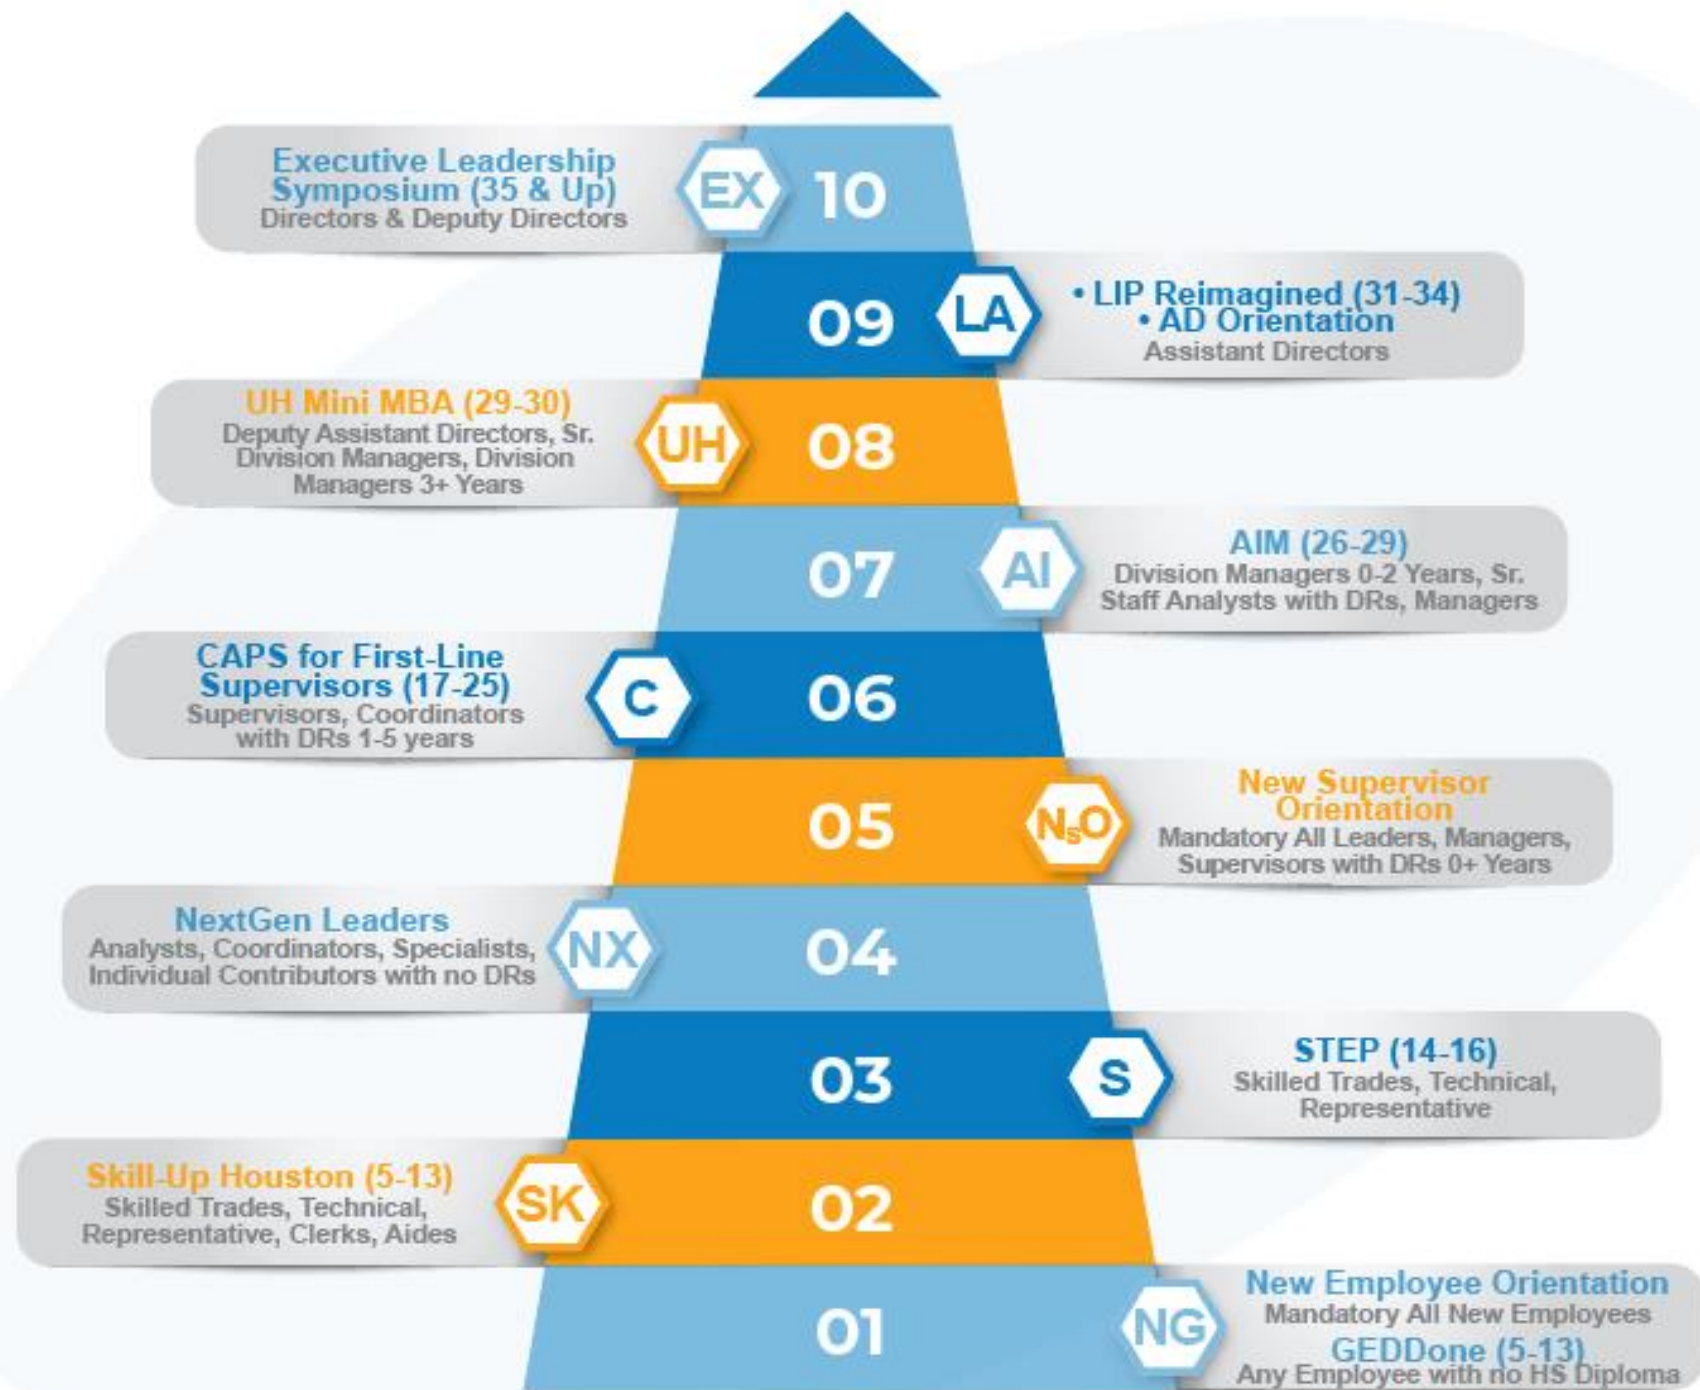 Executive Leadership
Symposium (35 & Up)
Directors & Deputy Directors
EX
10
09
LA
• LIP Reimagined (31-34)
• AD Orientation
Assistant Directors
UH Mini MBA (29-30)
Deputy Assistant Directors, Sr.
Division Managers, Division
Managers 3+ Years
UH
08
07
AI
AIM (26-29)
Division Managers 0-2 Years, Sr.
Staff Analysts with DRs, Managers
CAPS for First-Line
Supervisors (17-25)
Supervisors, Coordinators
with DRs 1-5 years
C
06
05
NsO
New Supervisor
Orientation
Mandatory All Leaders, Managers,
Supervisors with DRs 0+ Years
NextGen Leaders
Analysts, Coordinators, Specialists,
Individual Contributors with no DRs
NX
04
03
S
STEP (14-16)
Skilled Trades, Technical,
Representative
Skill-Up Houston (5-13)
Skilled Trades, Technical,
Representative, Clerks, Aides
SK
02
01
NG
New Employee Orientation
Mandatory All New Employees
GEDDone (5-13)
Any Employee with no HS Diploma